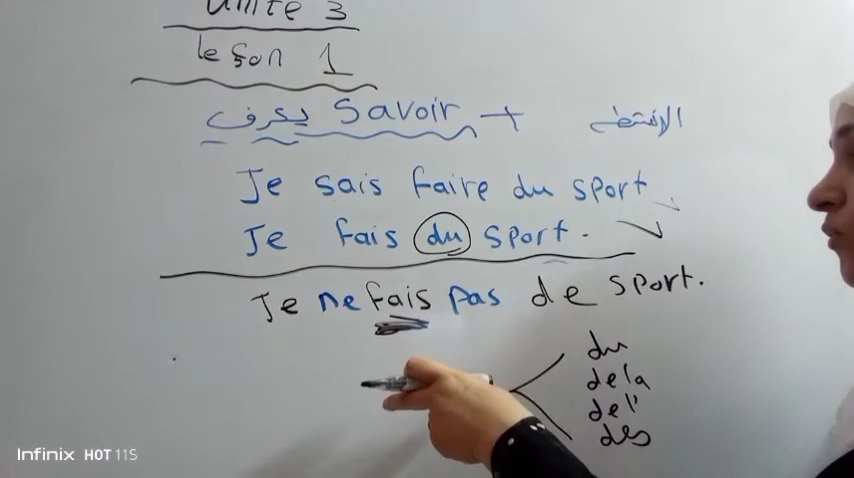 Unité 3
leçon 1
يعرف savoir +
Je sais faire du sport
Je fais du sport.
Je ne fais pas de sport.
du
de la
de l'
des
Infinix HOT 11S